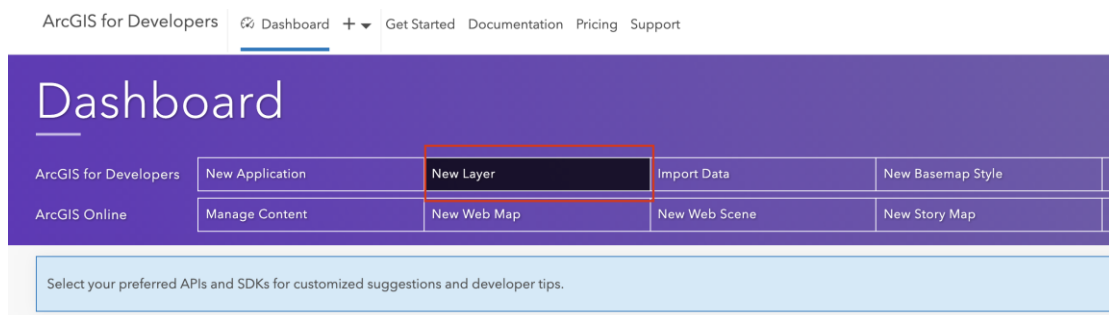 ArcGIS for Developers Dashboard Get Started Documentation Pricing Support
Dashboard
ArcGIS for Developers New Application New Layer Import Data New Basemap Style
ArcGIS Online Manage Content New Web Map New Web Scene New Story Map
Select your preferred APIs and SDKs for customized suggestions and developer tips.